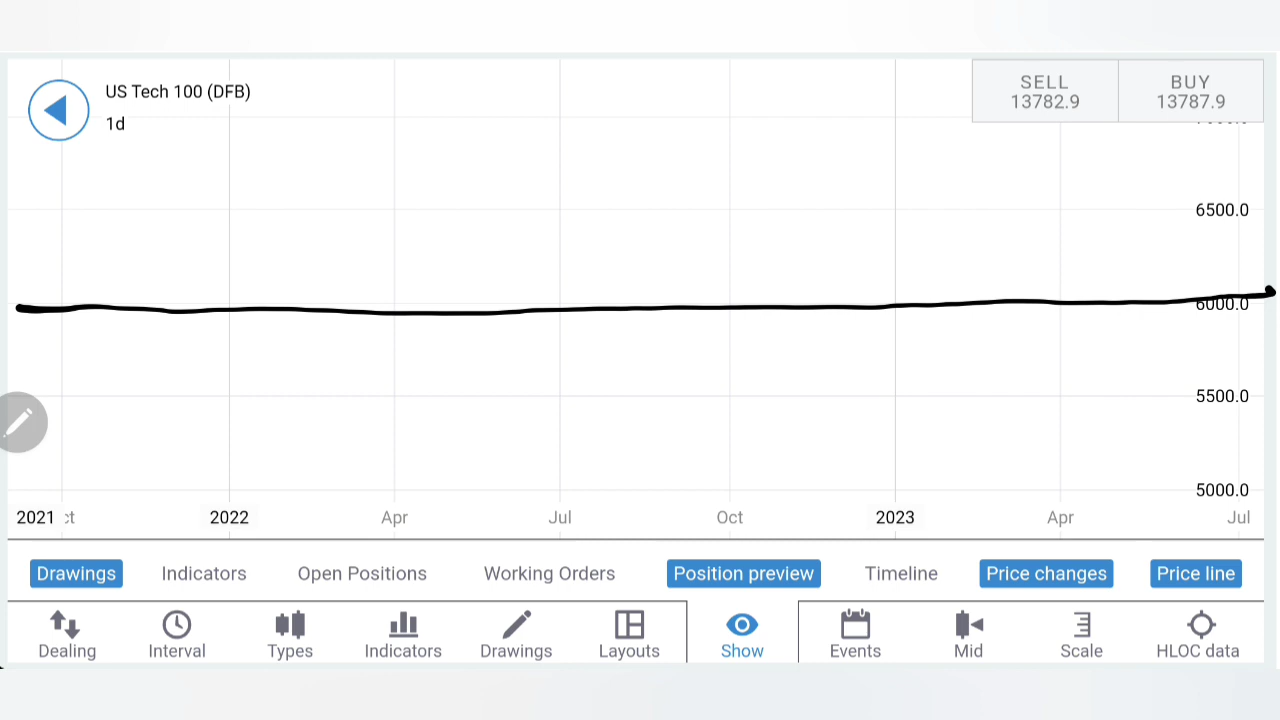 US Tech 100 (DFB)
1d
SELL
13782.9
BUY
13787.9
6500.0
6000.0
5500.0
5000.0
2021 ct 2022 Apr Jul Oct 2023 Apr Jul
Drawings Indicators Open Positions Working Orders Position preview Timeline Price changes Price line
Dealing Interval Types Indicators Drawings Layouts Show Events Mid Scale HLOC data